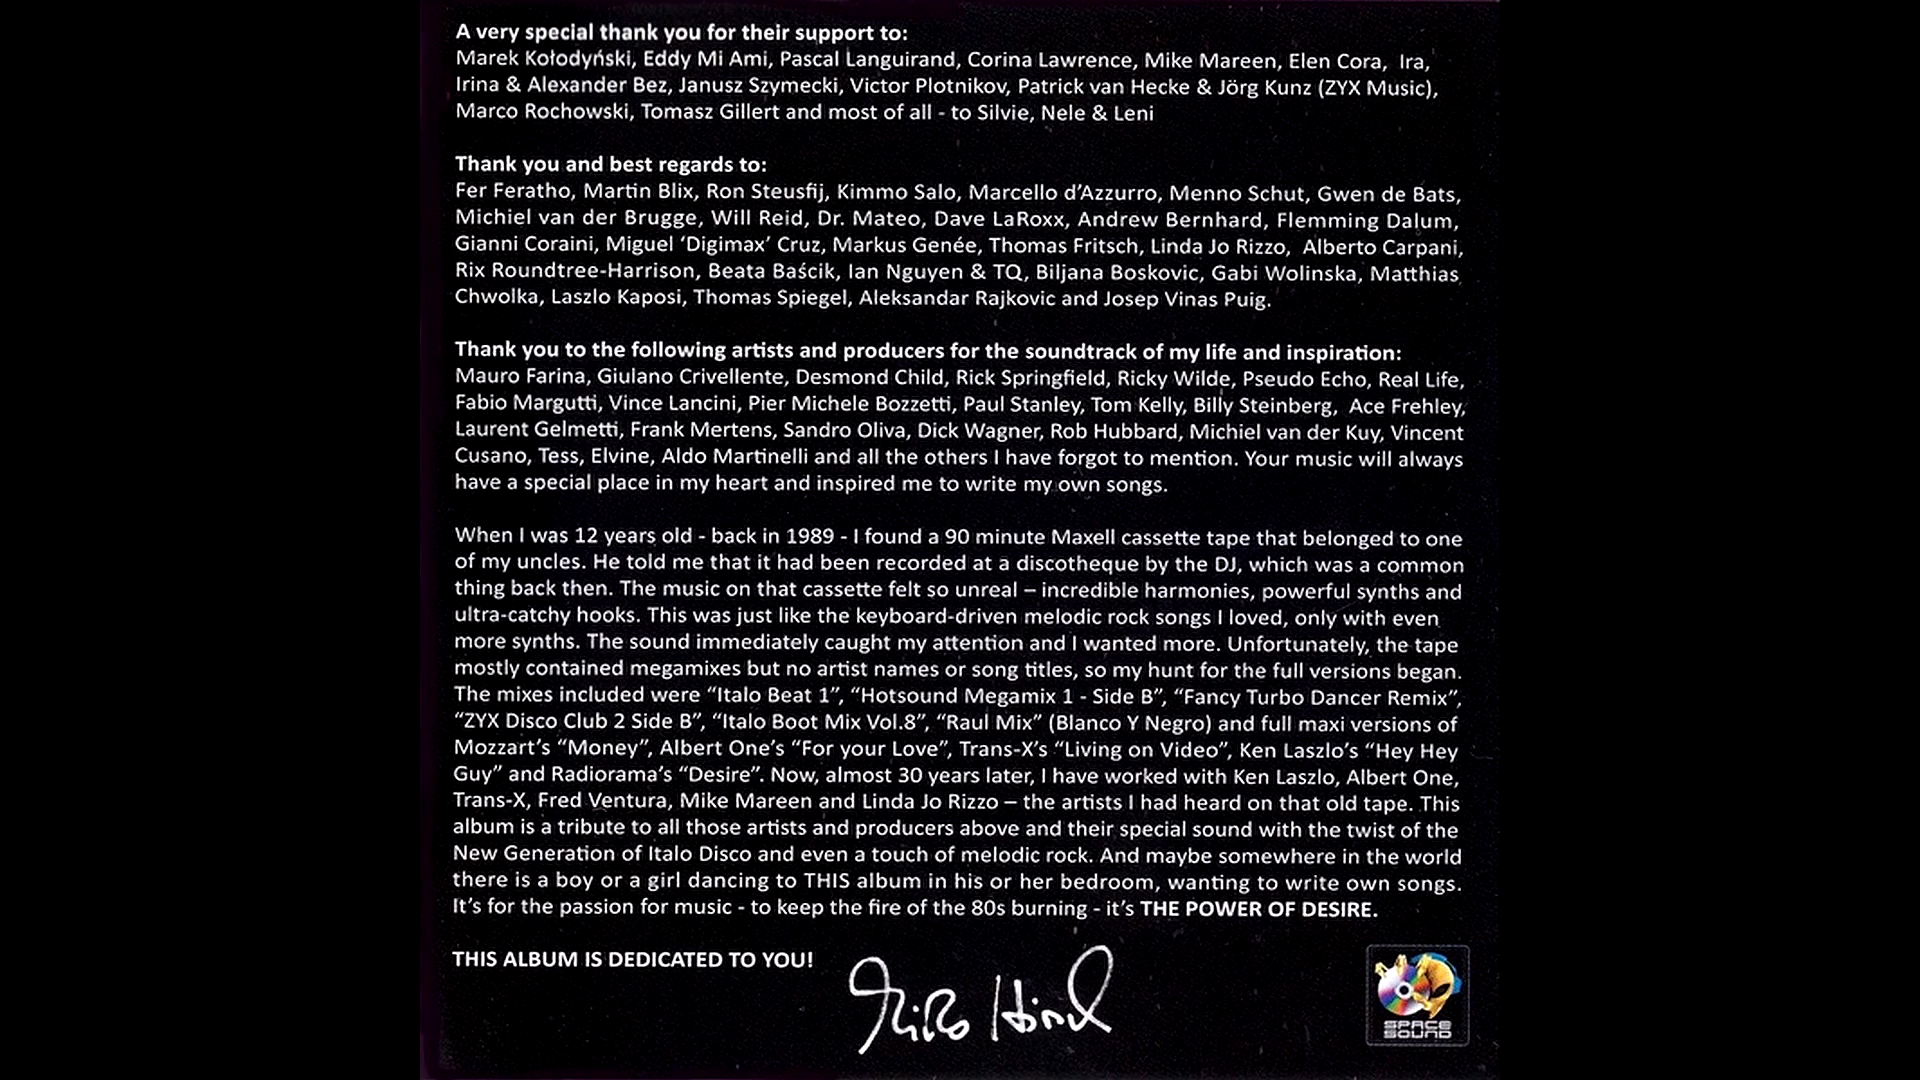 A very special thank you for their support to:
Marek Kołodyński, Eddy Mi Ami, Pascal Languirand, Corina Lawrence, Mike Mareen, Elen Cora, Ira,
Irina & Alexander Bez, Janusz Szymecki, Victor Plotnikov, Patrick van Hecke & Jörg Kunz (ZYX Music),
Marco Rochowski, Tomasz Gillert and most of all - to Silvie, Nele & Leni
Thank you and best regards to:
Fer Feratho, Martin Blix, Ron Steusfij, Kimmo Salo, Marcello d’Azzurro, Menno Schut, Gwen de Bats,
Michiel van der Brugge, Will Reid, Dr. Mateo, Dave LaRoxx, Andrew Bernhard, Flemming Dalum,
Gianni Coraini, Miguel ‘Digimax’ Cruz, Markus Genée, Thomas Fritsch, Linda Jo Rizzo, Alberto Carpani,
Rix Roundtree-Harrison, Beata Baścik, Ian Nguyen & TQ, Biljana Boskovic, Gabi Wolinska, Matthias
Chwolka, Laszlo Kaposi, Thomas Spiegel, Aleksandar Rajkovic and Josep Vinas Puig.
Thank you to the following artists and producers for the soundtrack of my life and inspiration:
Mauro Farina, Giulano Crivellente, Desmond Child, Rick Springfield, Ricky Wilde, Pseudo Echo, Real Life,
Fabio Margutti, Vince Lancini, Pier Michele Bozzetti, Paul Stanley, Tom Kelly, Billy Steinberg, Ace Frehley,
Laurent Gelmetti, Frank Mertens, Sandro Oliva, Dick Wagner, Rob Hubbard, Michiel van der Kuy, Vincent
Cusano, Tess, Elvine, Aldo Martinelli and all the others I have forgot to mention. Your music will always
have a special place in my heart and inspired me to write my own songs.
When I was 12 years old - back in 1989 - I found a 90 minute Maxell cassette tape that belonged to one
of my uncles. He told me that it had been recorded at a discotheque by the DJ, which was a common
thing back then. The music on that cassette felt so unreal – incredible harmonies, powerful synths and
ultra-catchy hooks. This was just like the keyboard-driven melodic rock songs I loved, only with even
more synths. The sound immediately caught my attention and I wanted more. Unfortunately, the tape
mostly contained megamixes but no artist names or song titles, so my hunt for the full versions began.
The mixes included were “Italo Beat 1”, “Hotsound Megamix 1 - Side B”, “Fancy Turbo Dancer Remix”,
“ZYX Disco Club 2 Side B”, “Italo Boot Mix Vol.8”, “Raul Mix” (Blanco Y Negro) and full maxi versions of
Mozzart’s “Money”, Albert One’s “For your Love”, Trans-X’s “Living on Video”, Ken Laszlo’s “Hey Hey
Guy” and Radiorama’s “Desire”. Now, almost 30 years later, I have worked with Ken Laszlo, Albert One,
Trans-X, Fred Ventura, Mike Mareen and Linda Jo Rizzo – the artists I had heard on that old tape. This
album is a tribute to all those artists and producers above and their special sound with the twist of the
New Generation of Italo Disco and even a touch of melodic rock. And maybe somewhere in the world
there is a boy or a girl dancing to THIS album in his or her bedroom, wanting to write own songs.
It’s for the passion for music - to keep the fire of the 80s burning - it’s THE POWER OF DESIRE.
THIS ALBUM IS DEDICATED TO YOU!
SPACE
SOUND